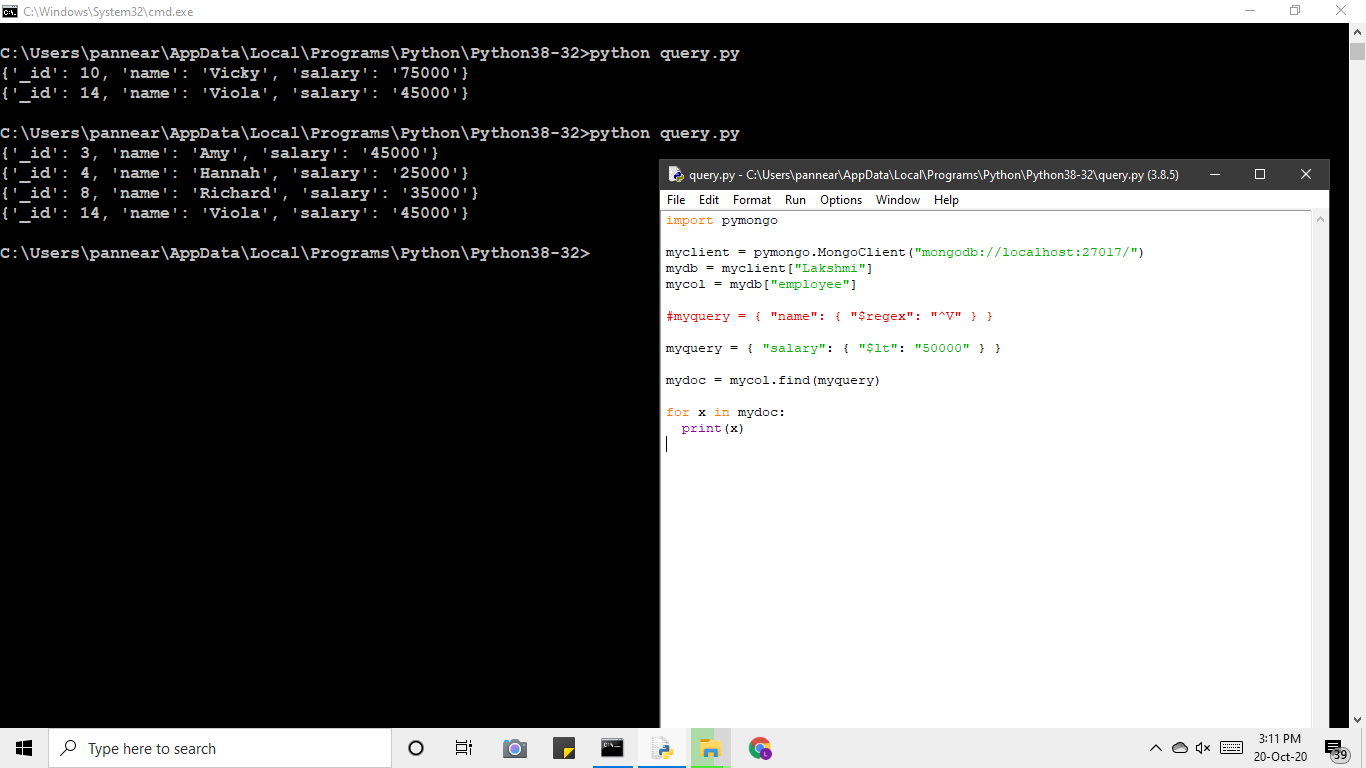 C:\Windows\System32\cmd.exe
C:\Users\pannear\AppData\Local\Programs\Python\Python38-32>python query.py
{'_id': 10, 'name': 'Vicky', 'salary': '75000'}
{'_id': 14, 'name': 'Viola', 'salary': '45000'}
C:\Users\pannear\AppData\Local\Programs\Python\Python38-32>python query.py
{'_id': 3, 'name': 'Amy', 'salary': '45000'}
{'_id': 4, 'name': 'Hannah', 'salary': '25000'}
{'_id': 8, 'name': 'Richard', 'salary': '35000'}
{'_id': 14, 'name': 'Viola', 'salary': '45000'}
C:\Users\pannear\AppData\Local\Programs\Python\Python38-32>
query.py - C:\Users\pannear\AppData\Local\Programs\Python\Python38-32\query.py (3.8.5)
File Edit Format Run Options Window Help
import pymongo
myclient = pymongo.MongoClient("mongodb://localhost:27017/")
mydb = myclient["Lakshmi"]
mycol = mydb["employee"]
#myquery = { "name": { "$regex": "^V" } }
myquery = { "salary": { "$lt": "50000" } }
mydoc = mycol.find(myquery)
for x in mydoc:
  print(x)
Type here to search
L
3:11 PM
20-Oct-20
39